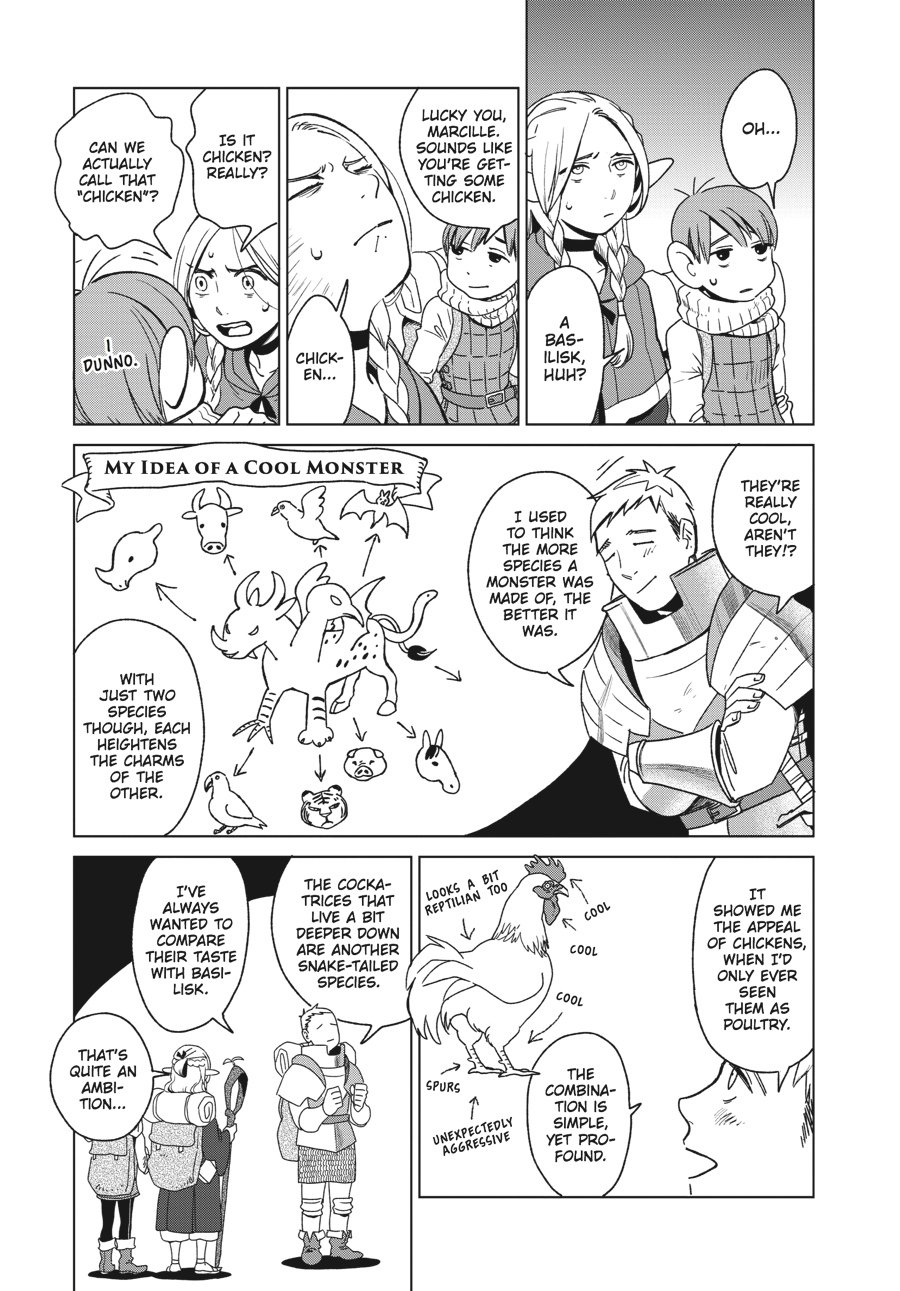 OH...
A
BAS-
ILISK,
HUH?
LUCKY YOU,
MARCILLE.
SOUNDS LIKE
YOU'RE GET-
TING SOME
CHICKEN.
CHICK-
EN...
IS IT
CHICKEN?
REALLY?
CAN WE
ACTUALLY
CALL THAT
"CHICKEN"?
I
DUNNO.
THEY'RE
REALLY
COOL,
AREN'T
THEY!?
I USED
TO THINK
THE MORE
SPECIES A
MONSTER WAS
MADE OF, THE
BETTER IT
WAS.
MY IDEA OF A COOL MONSTER
WITH
JUST TWO
SPECIES
THOUGH, EACH
HEIGHTENS
THE CHARMS
OF THE
OTHER.
IT
SHOWED ME
THE APPEAL
OF CHICKENS,
WHEN I'D
ONLY EVER
SEEN
THEM AS
POULTRY.
LOOKS A BIT
REPTILIAN TOO
COOL
COOL
COOL
SPURS
UNEXPECTEDLY
AGGRESSIVE
THE
COMBINA-
TION IS
SIMPLE,
YET PRO-
FOUND.
THE COCKA-
TRICES THAT
LIVE A BIT
DEEPER DOWN
ARE ANOTHER
SNAKE-TAILED
SPECIES.
I'VE
ALWAYS
WANTED TO
COMPARE
THEIR TASTE
WITH BASI-
LISK.
THAT'S
QUITE AN
AMBI-
TION...